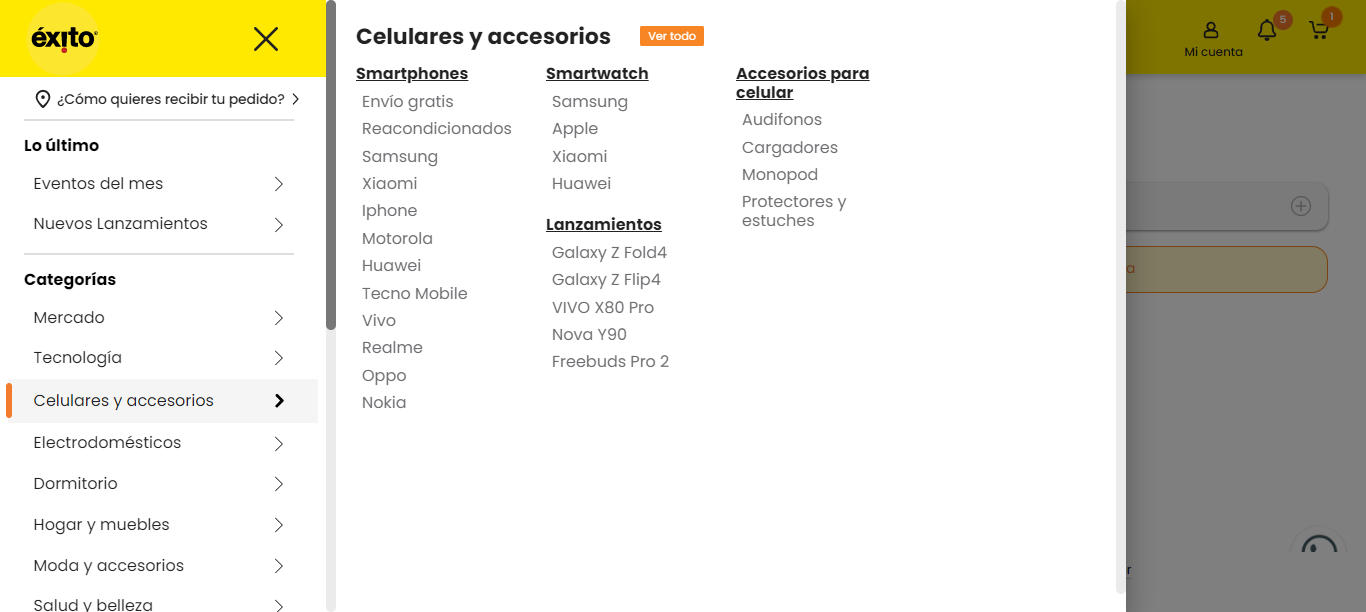 éxito
¿Cómo quieres recibir tu pedido?
Lo último
Eventos del mes
Nuevos Lanzamientos
Categorías
Mercado
Tecnología
Celulares y accesorios
Electrodomésticos
Dormitorio
Hogar y muebles
Moda y accesorios
Salud y belleza
Celulares y accesorios
Ver todo
Smartphones
Envío gratis
Reacondicionados
Samsung
Xiaomi
Iphone
Motorola
Huawei
Tecno Mobile
Vivo
Realme
Oppo
Nokia
Smartwatch
Samsung
Apple
Xiaomi
Huawei
Lanzamientos
Galaxy Z Fold4
Galaxy Z Flip4
VIVO X80 Pro
Nova Y90
Freebuds Pro 2
Accesorios para
celular
Audifonos
Cargadores
Monopod
Protectores y
estuches
Mi cuenta
5
1